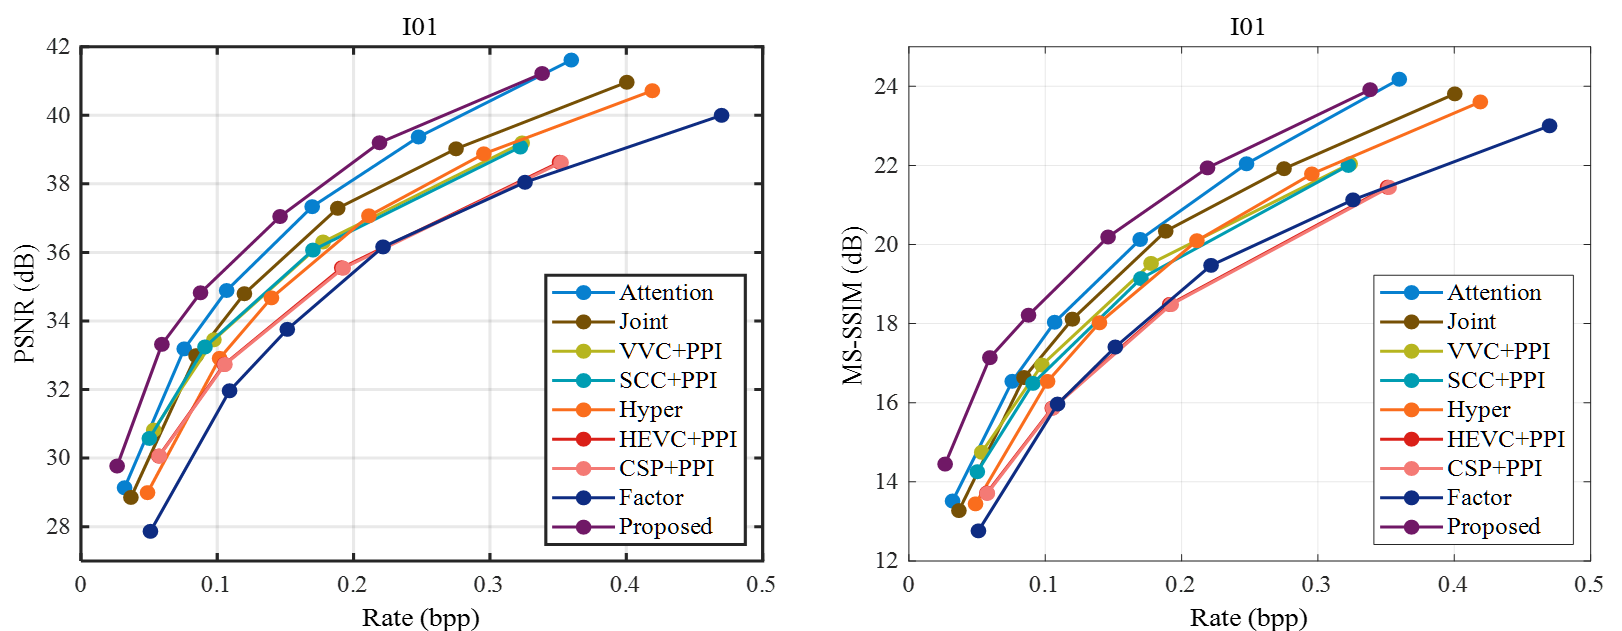 I01
42
40
38
36
34
32
30
28
PSNR (dB)
0
0.1
0.2
0.3
0.4
0.5
Rate (bpp)
Attention
Joint
VVC+PPI
SCC+PPI
Hyper
HEVC+PPI
CSP+PPI
Factor
Proposed
I01
24
22
20
18
16
14
12
MS-SSIM (dB)
0
0.1
0.2
0.3
0.4
0.5
Rate (bpp)
Attention
Joint
VVC+PPI
SCC+PPI
Hyper
HEVC+PPI
CSP+PPI
Factor
Proposed